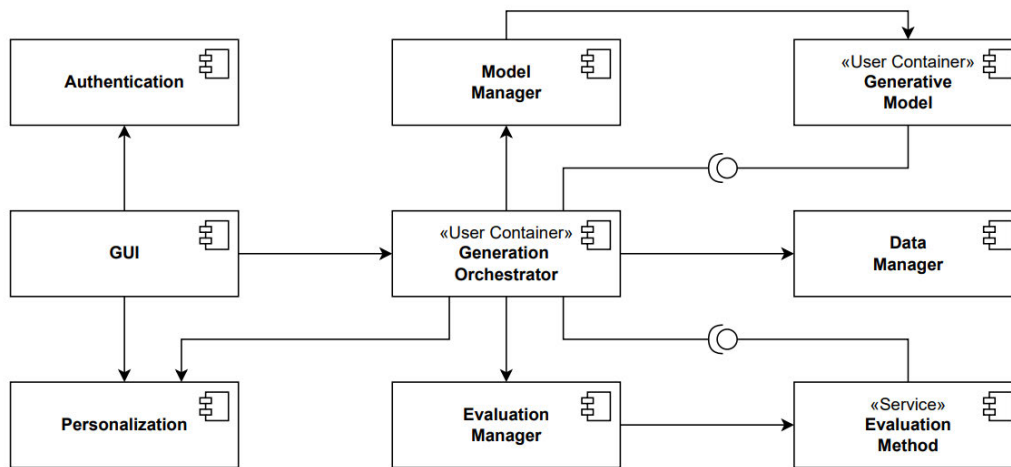 Authentication
Model
Manager
«User Container»
Generative
Model
GUI
«User Container»
Generation
Orchestrator
Data
Manager
Personalization
Evaluation
Manager
«Service»
Evaluation
Method